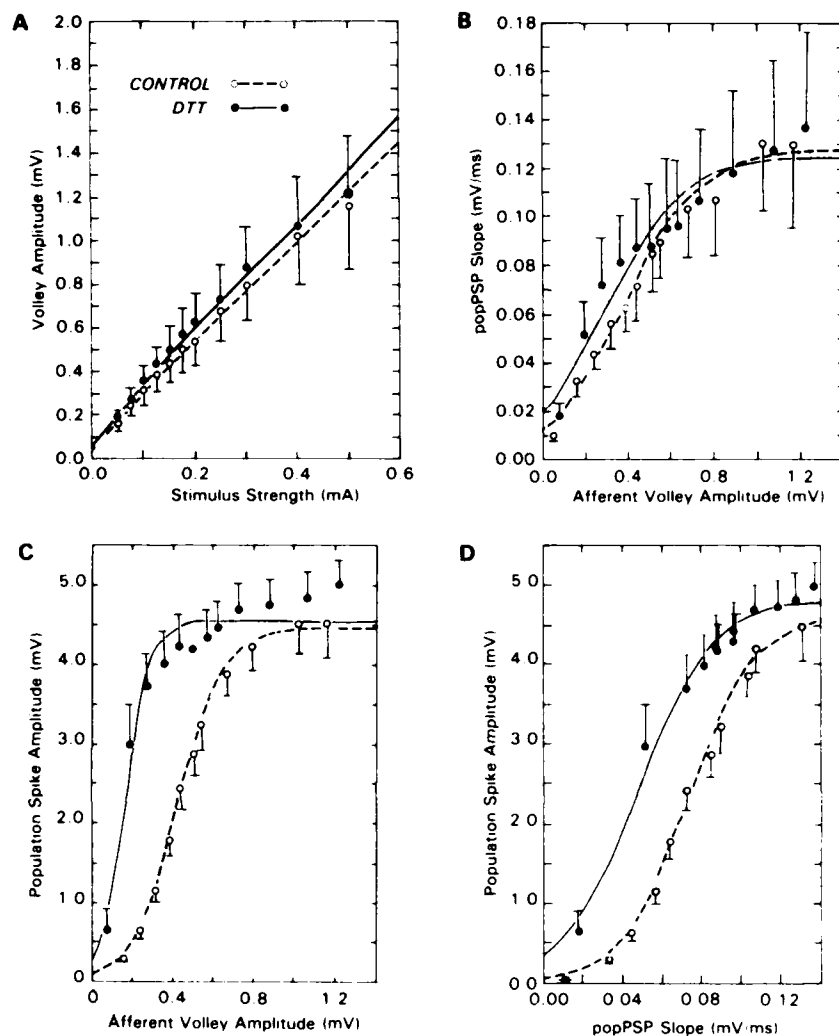 A
2.0
1.8
1.6
1.4
1.2
1.0
0.8
0.6
0.4
0.2
0.0
Volley Amplitude (mV)
CONTROL
DTT
0.0 0.2 0.4 0.6
Stimulus Strength (mA)
B
0.18
0.16
0.14
0.12
0.10
0.08
0.06
0.04
0.02
0.00
popPSP Slope (mV/ms)
0.0 0.4 0.8 1.2
Afferent Volley Amplitude (mV)
C
5.0
4.0
3.0
2.0
1 0
0
Population Spike Amplitude (mV)
0 0.4 0.8 1 2
Afferent Volley Amplitude (mV)
D
5.0
4.0
3.0
2.0
1 0
0 0
Population Spike Amplitude (mV)
0.00 0 04 0.08 0 12
popPSP Slope (mV/ms)